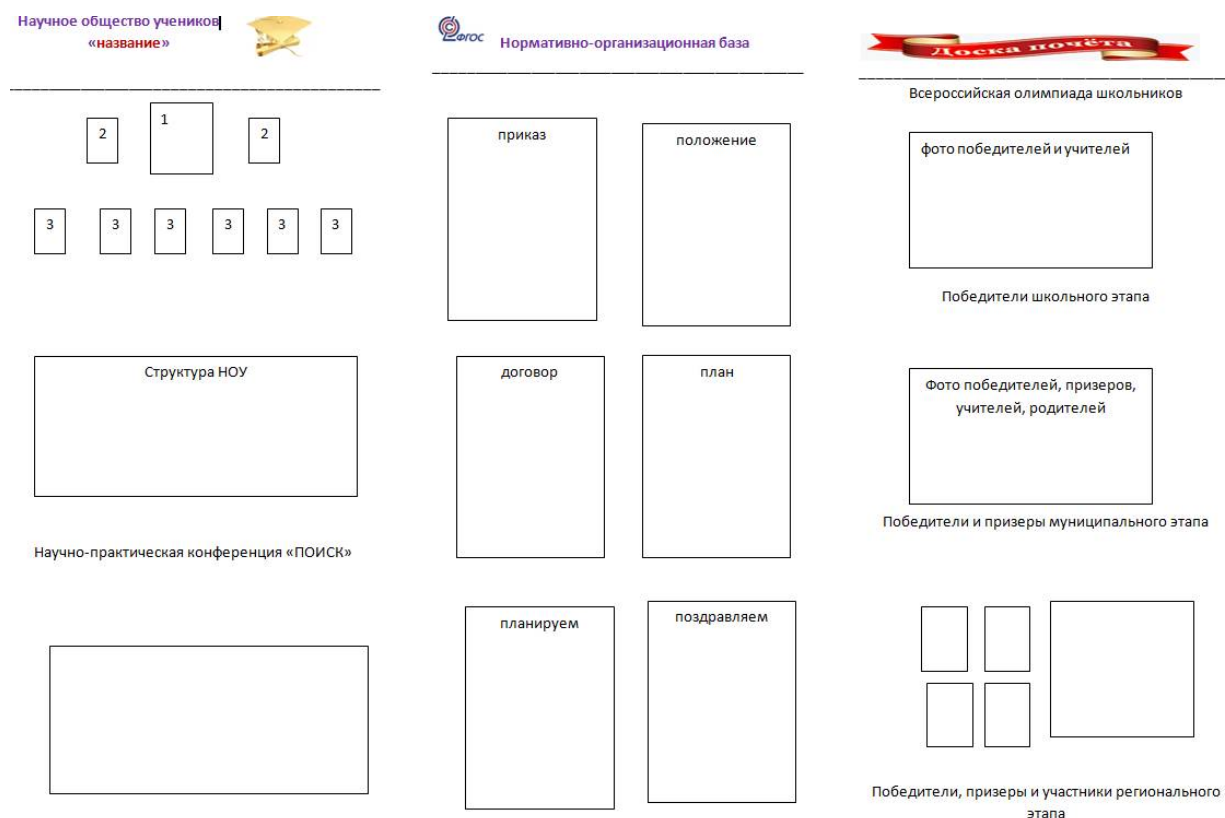 Научное общество учеников
«название»
1
2
2
3
3
3
3
3
3
Структура НОУ
Научно-практическая конференция «ПОИСК»
ФГОС
Нормативно-организационная база
приказ
положение
договор
план
планируем
поздравляем
Доска почёта
Всероссийская олимпиада школьников
фото победителей и учителей
Победители школьного этапа
Фото победителей, призеров,
учителей, родителей
Победители и призеры муниципального этапа
Победители, призеры и участники регионального
этапа